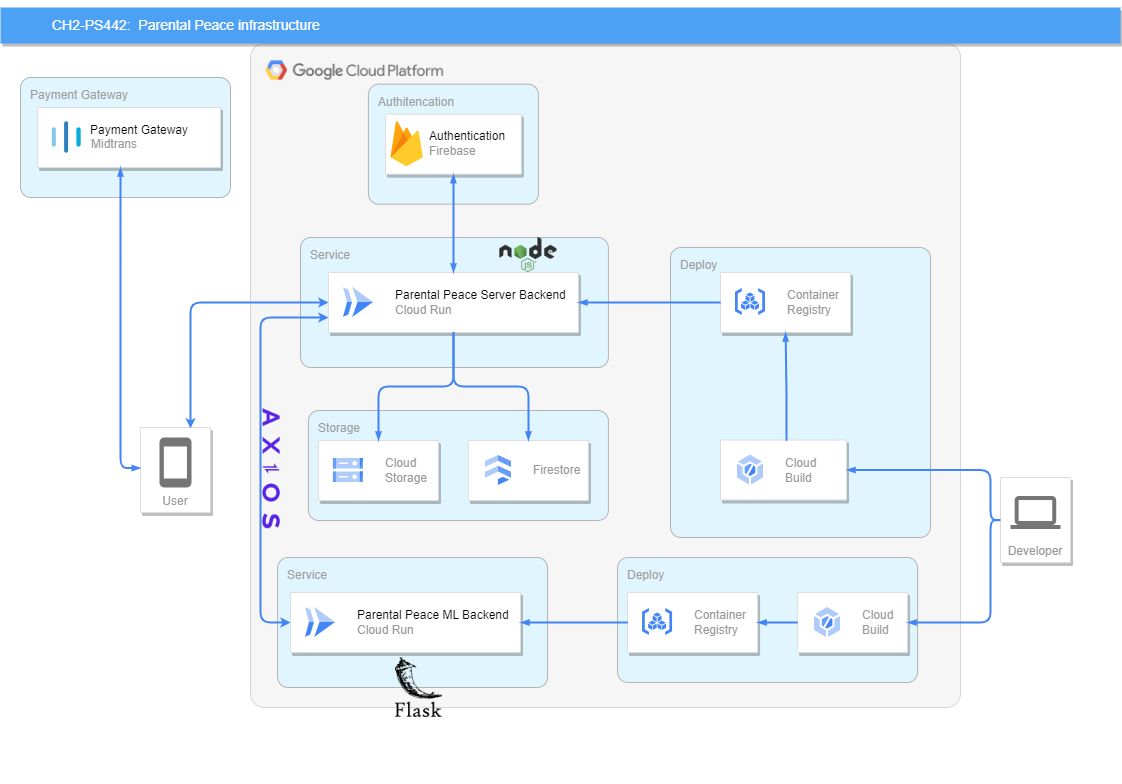 CH2-PS442: Parental Peace infrastructure
Google Cloud Platform
Payment Gateway
Payment Gateway
Midtrans
Authitencation
Authentication
Firebase
Service
node
JS
Parental Peace Server Backend
Cloud Run
Deploy
Container
Registry
Storage
Cloud
Storage
Firestore
Cloud
Build
User
AXIOS
Developer
Service
Parental Peace ML Backend
Cloud Run
Flask
Deploy
Container
Registry
Cloud
Build